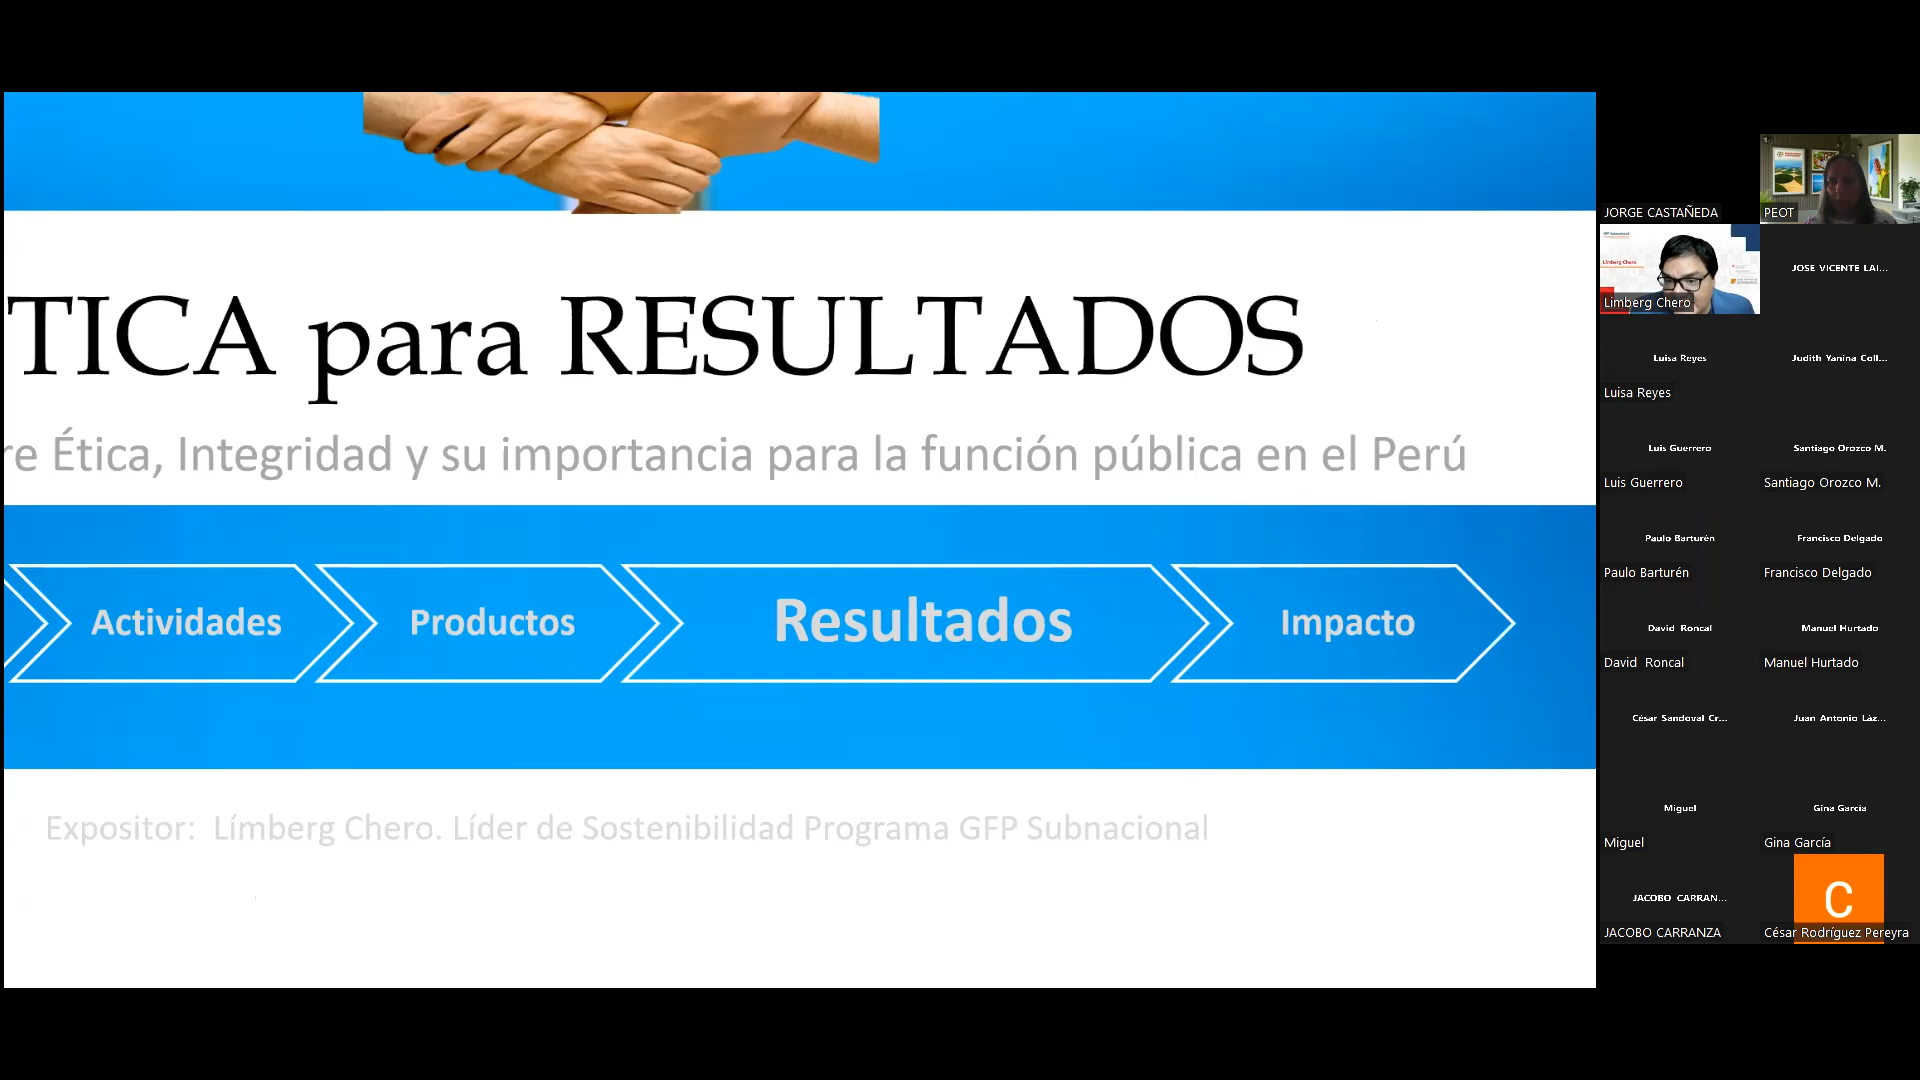 TICA para RESULTADOS
re Ética, Integridad y su importancia para la función pública en el Perú
Actividades
Productos
Resultados
Impacto
Expositor: Límberg Chero. Líder de Sostenibilidad Programa GFP Subnacional
JORGE CASTAÑEDA
PEOT
Limberg Chero
Limberg Chero
JOSE VICENTE LAI...
Luisa Reyes
Luisa Reyes
Judith Yanina Coll...
Luis Guerrero
Luis Guerrero
Santiago Orozco M.
Santiago Orozco M.
Paulo Barturén
Paulo Barturén
Francisco Delgado
Francisco Delgado
David Roncal
David Roncal
Manuel Hurtado
Manuel Hurtado
César Sandoval Cr...
Juan Antonio Láz...
Miguel
Miguel
Gina García
Gina García
JACOBO CARRAN...
JACOBO CARRANZA
C
César Rodríguez Pereyra